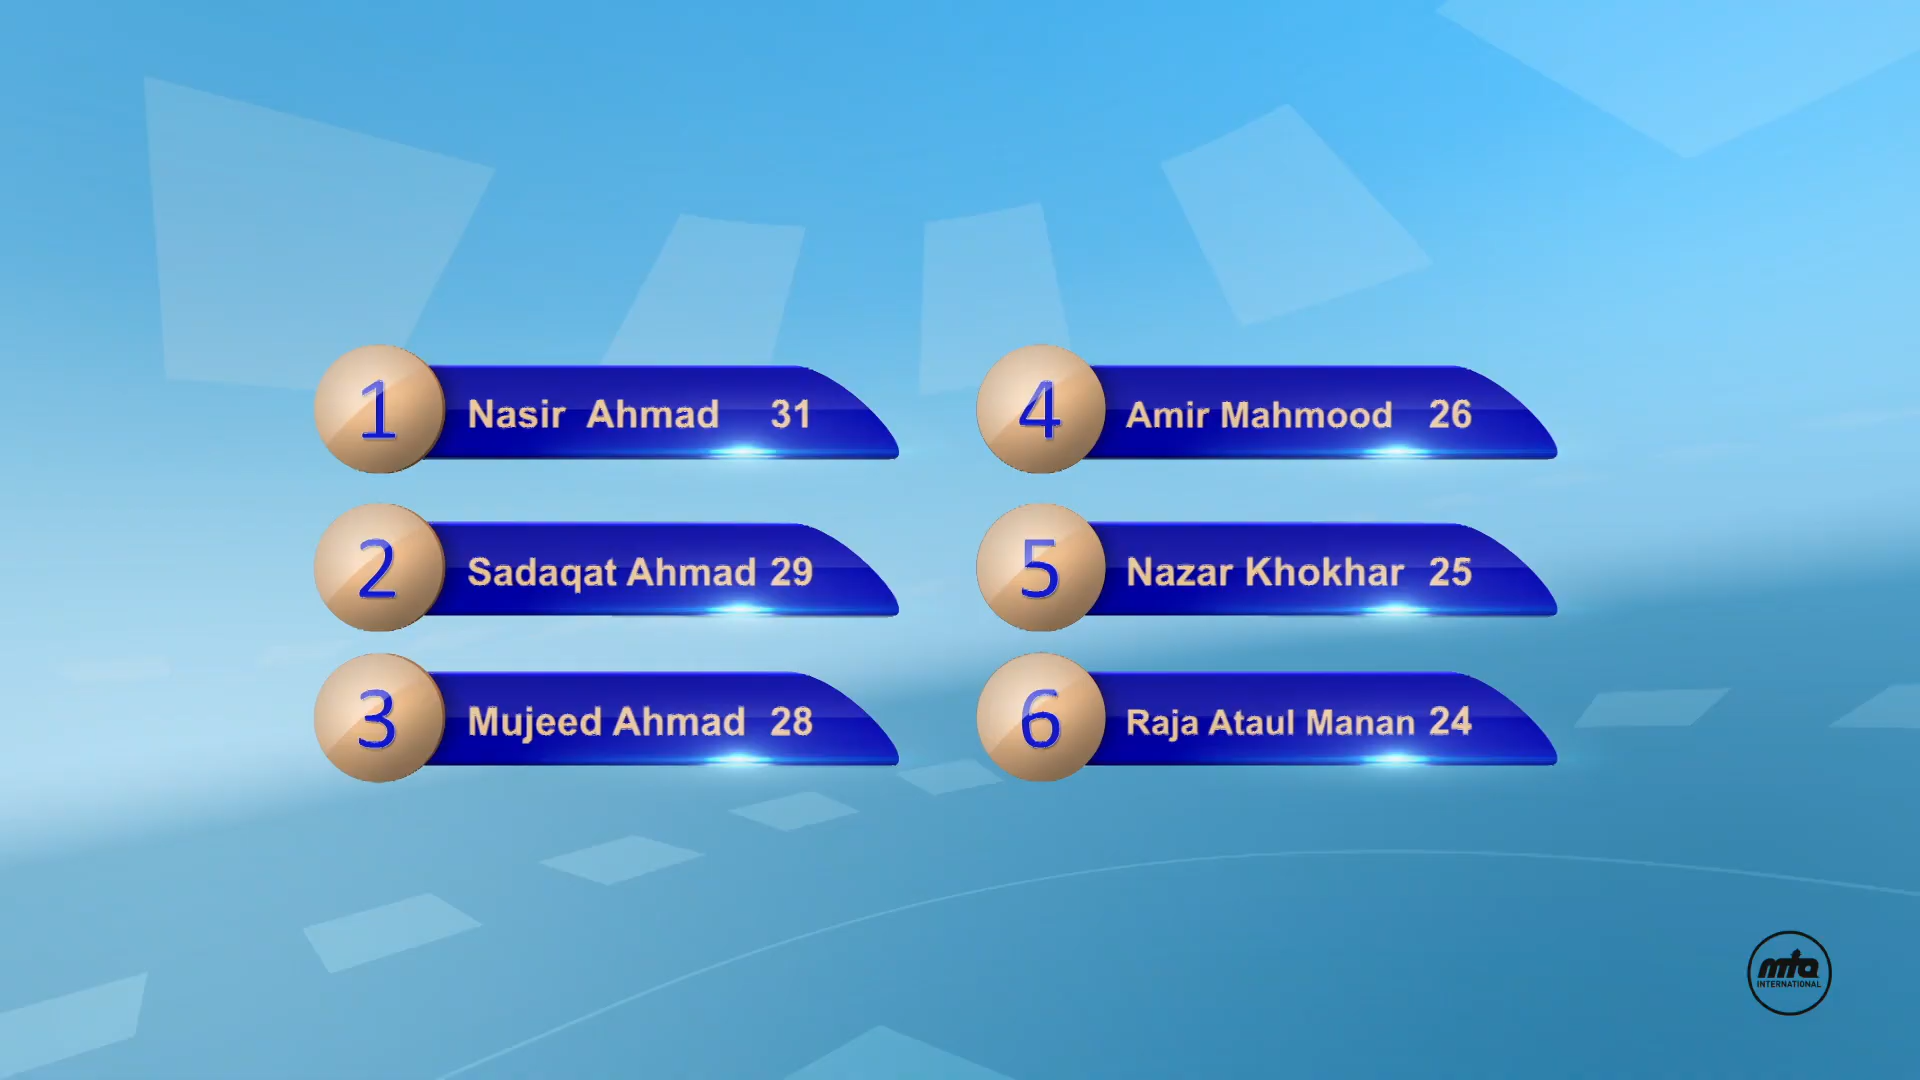 1 Nasir Ahmad 31
2 Sadaqat Ahmad 29
3 Mujeed Ahmad 28
4 Amir Mahmood 26
5 Nazar Khokhar 25
6 Raja Ataul Manan 24
mta
INTERNATIONAL